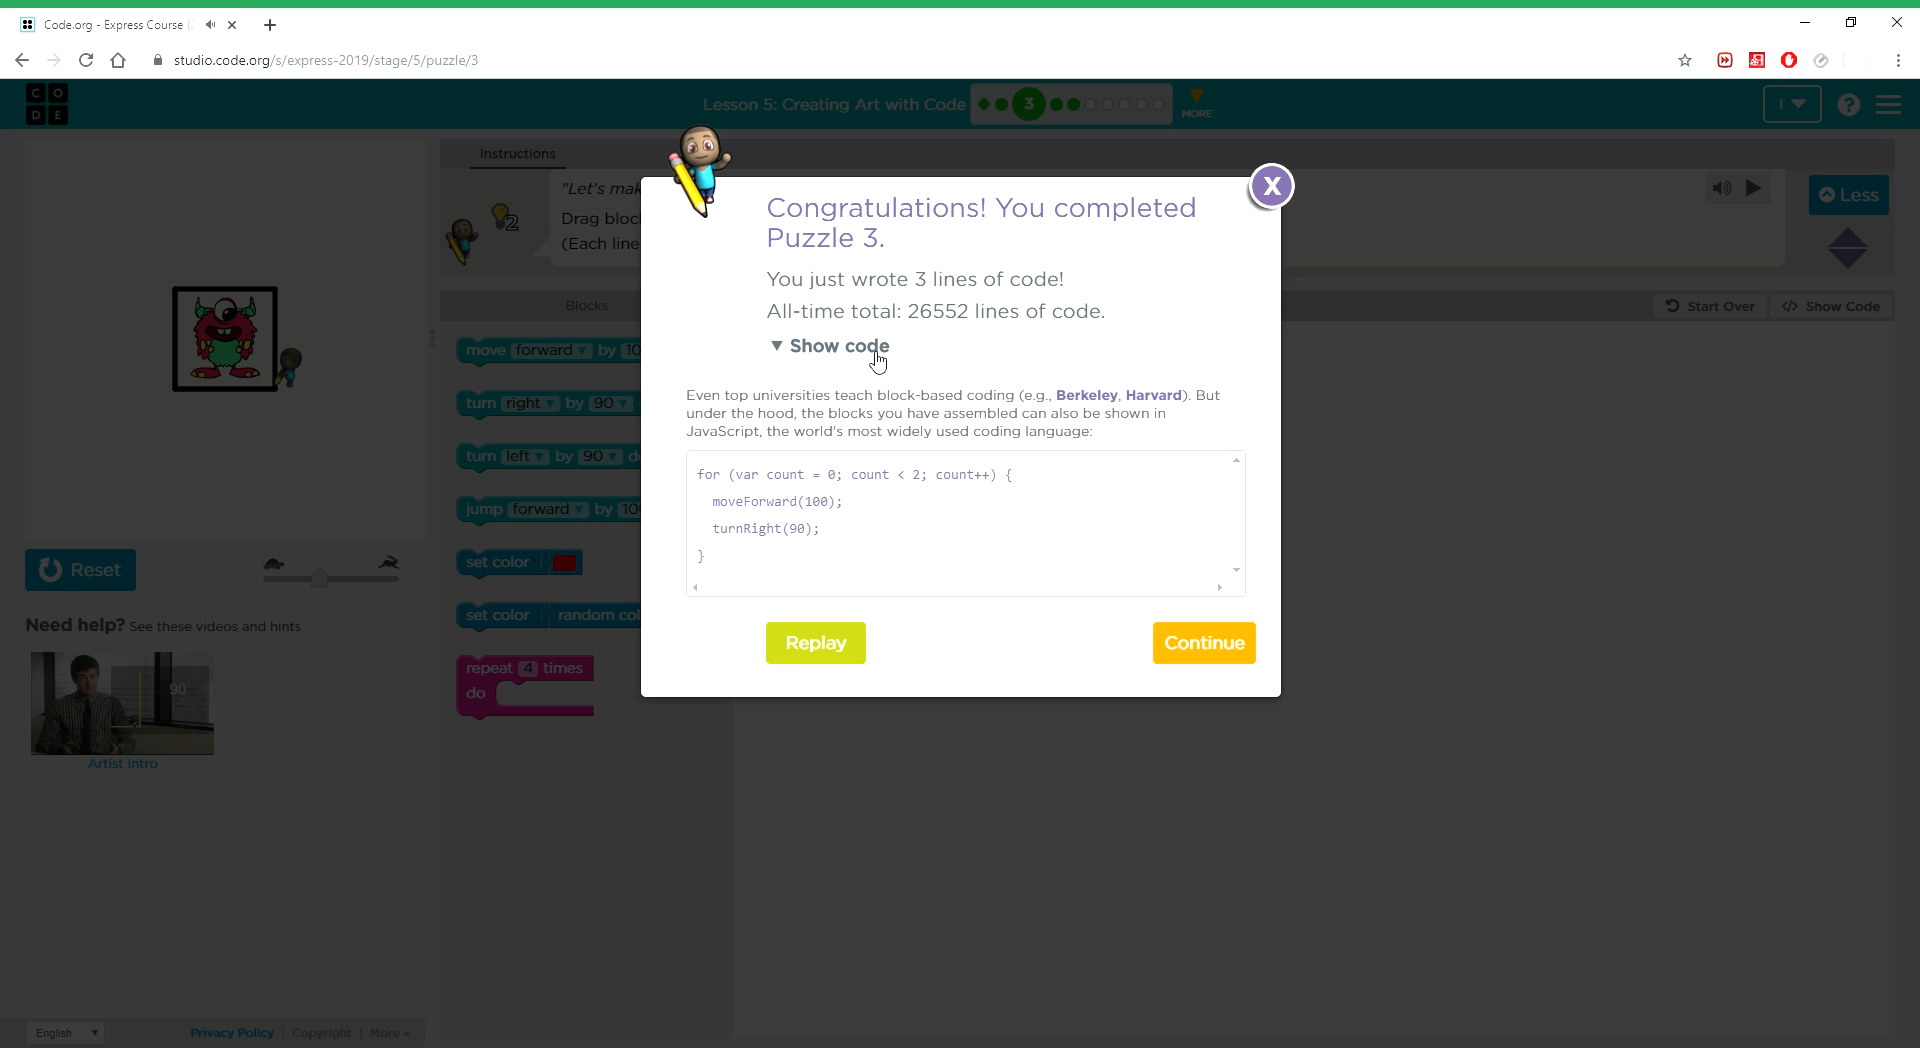 Code.org - Express Course (
studio.code.org/s/express-2019/stage/5/puzzle/3
C O
D E
Lesson 5: Creating Art with Code
3
MORE
I
?
Instructions
"Let's mak
Drag bloc
(Each line
2
Less
X
Congratulations! You completed
Puzzle 3.
You just wrote 3 lines of code!
All-time total: 26552 lines of code.
Show code
Even top universities teach block-based coding (e.g., Berkeley, Harvard). But
under the hood, the blocks you have assembled can also be shown in
JavaScript, the world's most widely used coding language:
for (var count = 0; count < 2; count++) {
moveForward(100);
turnRight(90);
}
Replay
Continue
Blocks
Start Over
</> Show Code
move forward by 10
turn right by 90
turn left by 90 d
jump forward by 10
set color
set color random col
repeat 4 times
do
Reset
Need help? See these videos and hints
90
Artist Intro
English
Privacy Policy | Copyright | More